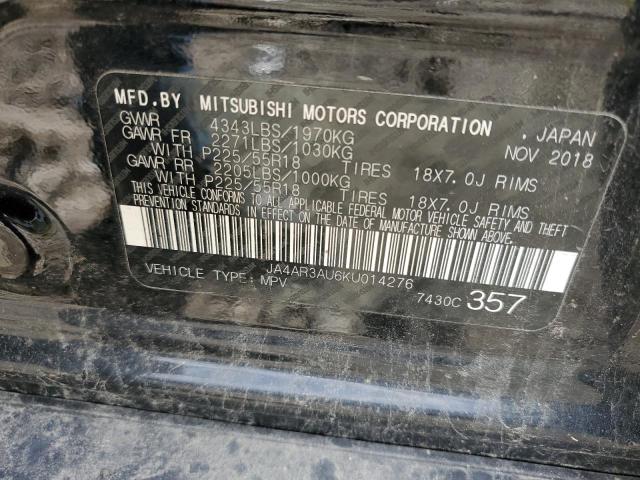 MFD.BY MITSUBISHI MOTORS CORPORATION . JAPAN
GVWR 4343LBS/1970KG NOV 2018
GAWR FR 2271LBS/1030KG
WITH P225/55R18 TIRES 18X7.0J RIMS
GAWR RR 2205LBS/1000KG
WITH P225/55R18 TIRES 18X7.0J RIMS
THIS VEHICLE CONFORMS TO ALL APPLICABLE FEDERAL MOTOR VEHICLE SAFETY AND THEFT
PREVENTION STANDARDS IN EFFECT ON THE DATE OF MANUFACTURE SHOWN ABOVE.
JA4AR3AU6KU014276
VEHICLE TYPE: MPV 7430C 357